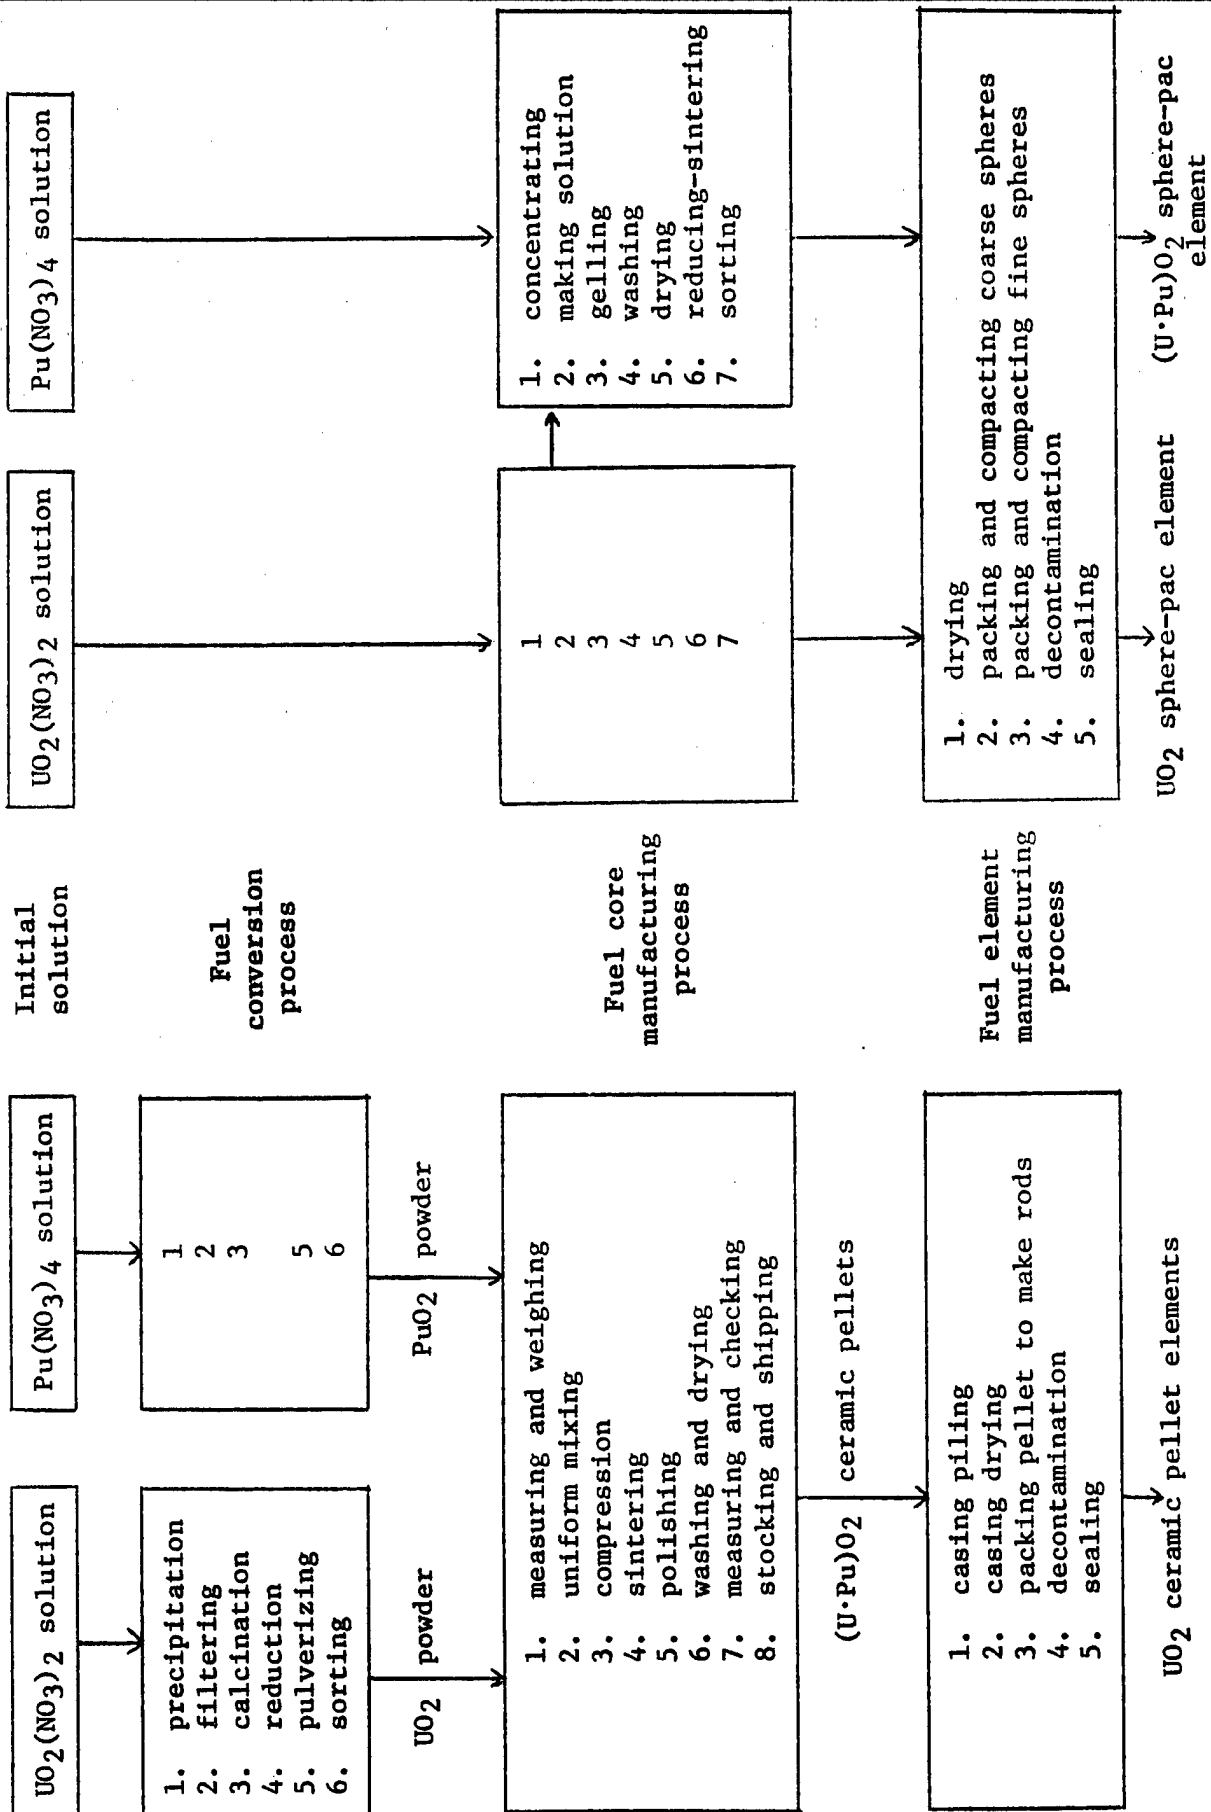 UO2(NO3)2 solution
Pu(NO3)4 solution
Initial
solution
UO2(NO3)2 solution
Pu(NO3)4 solution
1. precipitation
2. filtering
3. calcination
4. reduction
5. pulverizing
6. sorting
1
2
3
5
6
Fuel
conversion
process
UO2 powder
PuO2 powder
1. measuring and weighing
2. uniform mixing
3. compression
4. sintering
5. polishing
6. washing and drying
7. measuring and checking
8. stocking and shipping
Fuel core
manufacturing
process
1
2
3
4
5
6
7
1. concentrating
2. making solution
3. gelling
4. washing
5. drying
6. reducing-sintering
7. sorting
(U·Pu)O2 ceramic pellets
1. casing piling
2. casing drying
3. packing pellet to make rods
4. decontamination
5. sealing
Fuel element
manufacturing
process
1. drying
2. packing and compacting coarse spheres
3. packing and compacting fine spheres
4. decontamination
5. sealing
UO2 ceramic pellet elements
UO2 sphere-pac element
(U·Pu)O2 sphere-pac
element